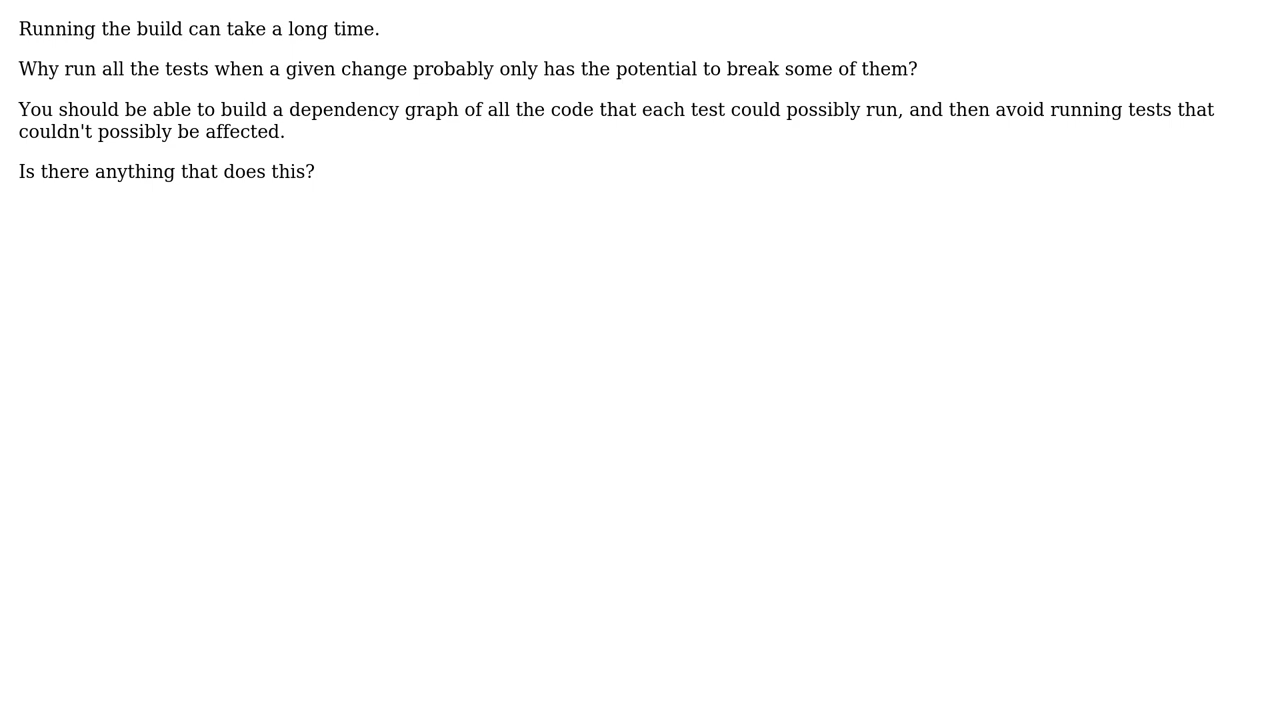 Running the build can take a long time.
Why run all the tests when a given change probably only has the potential to break some of them?
You should be able to build a dependency graph of all the code that each test could possibly run, and then avoid running tests that
couldn't possibly be affected.
Is there anything that does this?